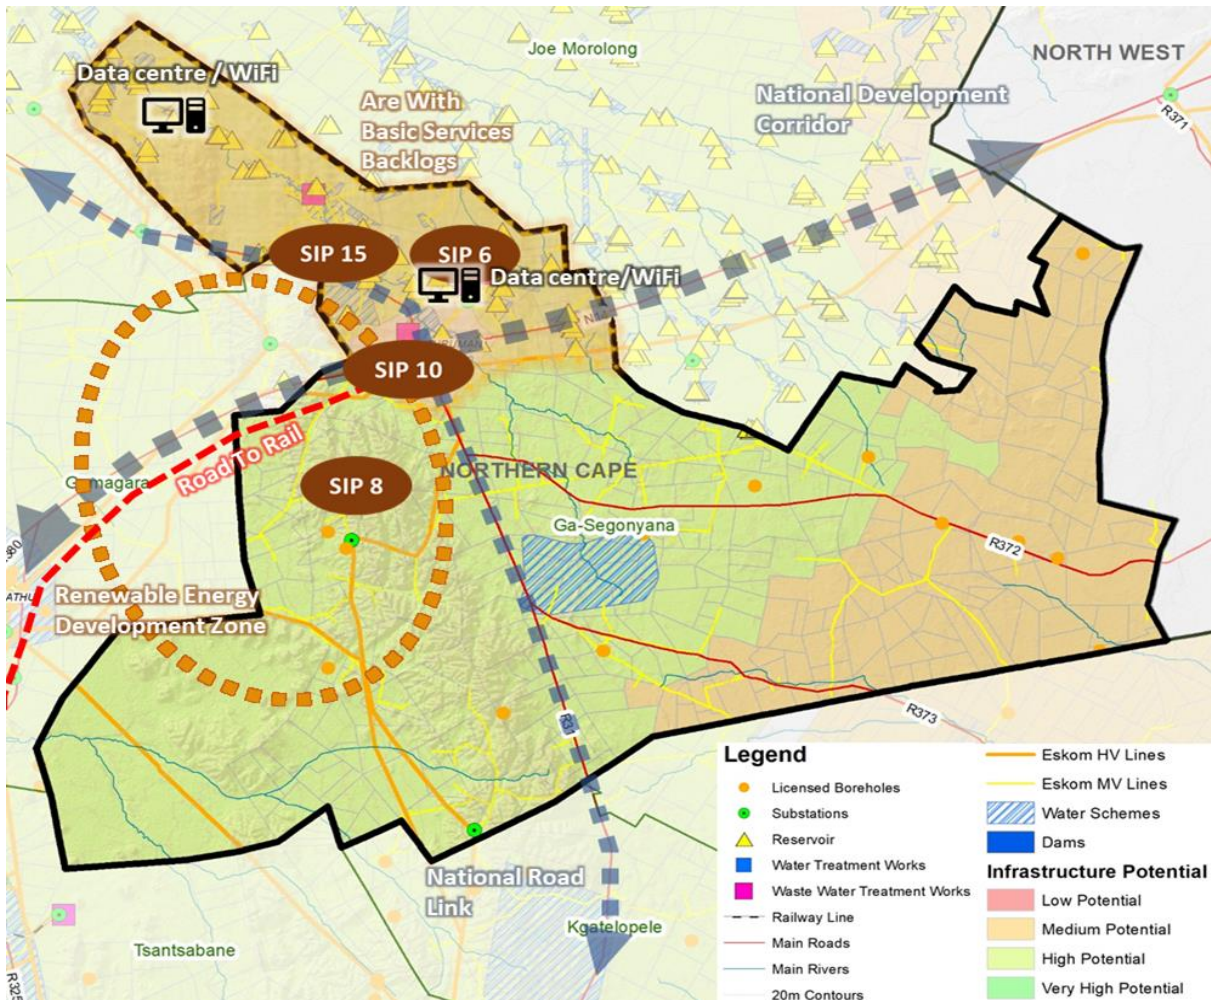 Joe Morolong
NORTH WEST
Data centre / WiFi
Are With
Basic Services
Backlogs
National Development
Corridor
R371
SIP 15
SIP 6
Data centre/WiFi
SIP 10
Road To Rail
SIP 8
NORTHERN CAPE
Ga-Segonyana
R372
Renewable Energy
Development Zone
R31
R373
National Road
Link
Kgatelopele
Tsantsabane
R325
Legend
Licensed Boreholes
Substations
Reservoir
Water Treatment Works
Waste Water Treatment Works
Railway Line
Main Roads
Main Rivers
20m Contours
Eskom HV Lines
Eskom MV Lines
Water Schemes
Dams
Infrastructure Potential
Low Potential
Medium Potential
High Potential
Very High Potential